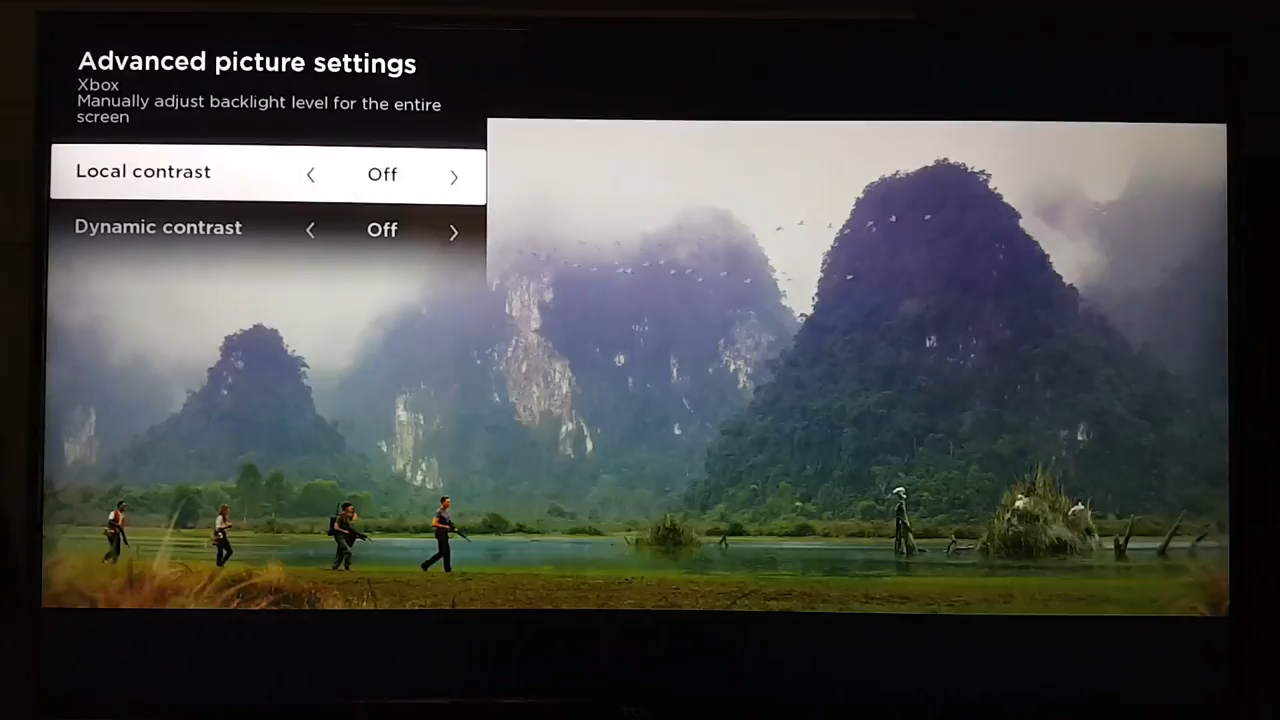 Advanced picture settings
Xbox
Manually adjust backlight level for the entire
screen
Local contrast < Off >
Dynamic contrast < Off >